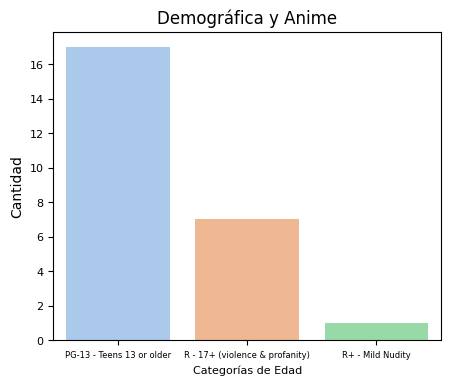 Demográfica y Anime
Cantidad
16
14
12
10
8
6
4
2
0
PG-13 - Teens 13 or older
R - 17+ (violence & profanity)
R+ - Mild Nudity
Categorías de Edad